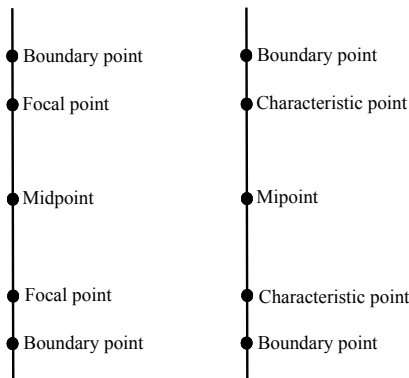 Boundary point
Focal point
Midpoint
Focal point
Boundary point
Boundary point
Characteristic point
Mipoint
Characteristic point
Boundary point